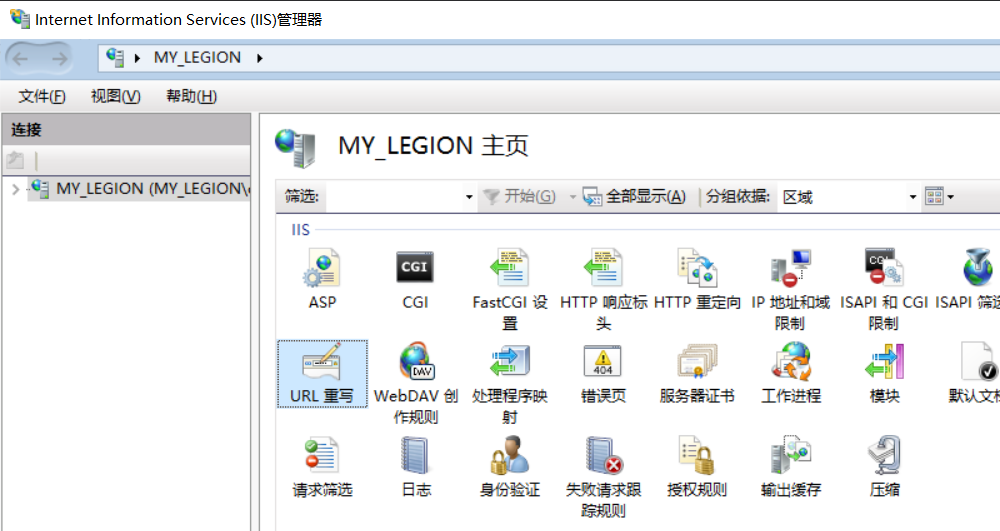 Internet Information Services (IIS)管理器
MY_LEGION
文件(F) 视图(V) 帮助(H)
连接
MY_LEGION (MY_LEGION\
MY_LEGION 主页
筛选: 开始(G) 全部显示(A) 分组依据: 区域
IIS
ASP
CGI
FastCGI 设
置
HTTP 响应标
头
HTTP 重定向
IP 地址和域
限制
ISAPI 和 CGI
限制
ISAPI 筛选
URL 重写
WebDAV 创
作规则
处理程序映
射
错误页
服务器证书
工作进程
模块
默认文档
请求筛选
日志
身份验证
失败请求跟
踪规则
授权规则
输出缓存
压缩
CGI
CGI
DAV
404